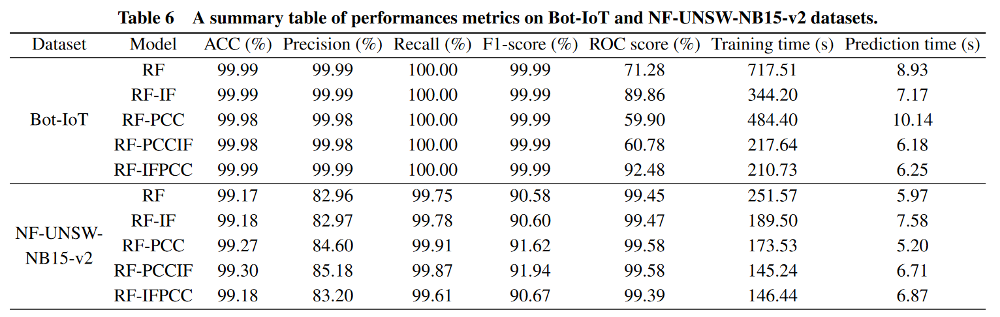 Table 6 A summary table of performances metrics on Bot-IoT and NF-UNSW-NB15-v2 datasets.
Dataset Model ACC (%) Precision (%) Recall (%) F1-score (%) ROC score (%) Training time (s) Prediction time (s)
RF 99.99 99.99 100.00 99.99 71.28 717.51 8.93
RF-IF 99.99 99.99 100.00 99.99 89.86 344.20 7.17
Bot-IoT RF-PCC 99.98 99.98 100.00 99.99 59.90 484.40 10.14
RF-PCCIF 99.98 99.98 100.00 99.99 60.78 217.64 6.18
RF-IFPCC 99.99 99.99 100.00 99.99 92.48 210.73 6.25
RF 99.17 82.96 99.75 90.58 99.45 251.57 5.97
RF-IF 99.18 82.97 99.78 90.60 99.47 189.50 7.58
NF-UNSW-
RF-PCC 99.27 84.60 99.91 91.62 99.58 173.53 5.20
NB15-v2
RF-PCCIF 99.30 85.18 99.87 91.94 99.58 145.24 6.71
RF-IFPCC 99.18 83.20 99.61 90.67 99.39 146.44 6.87